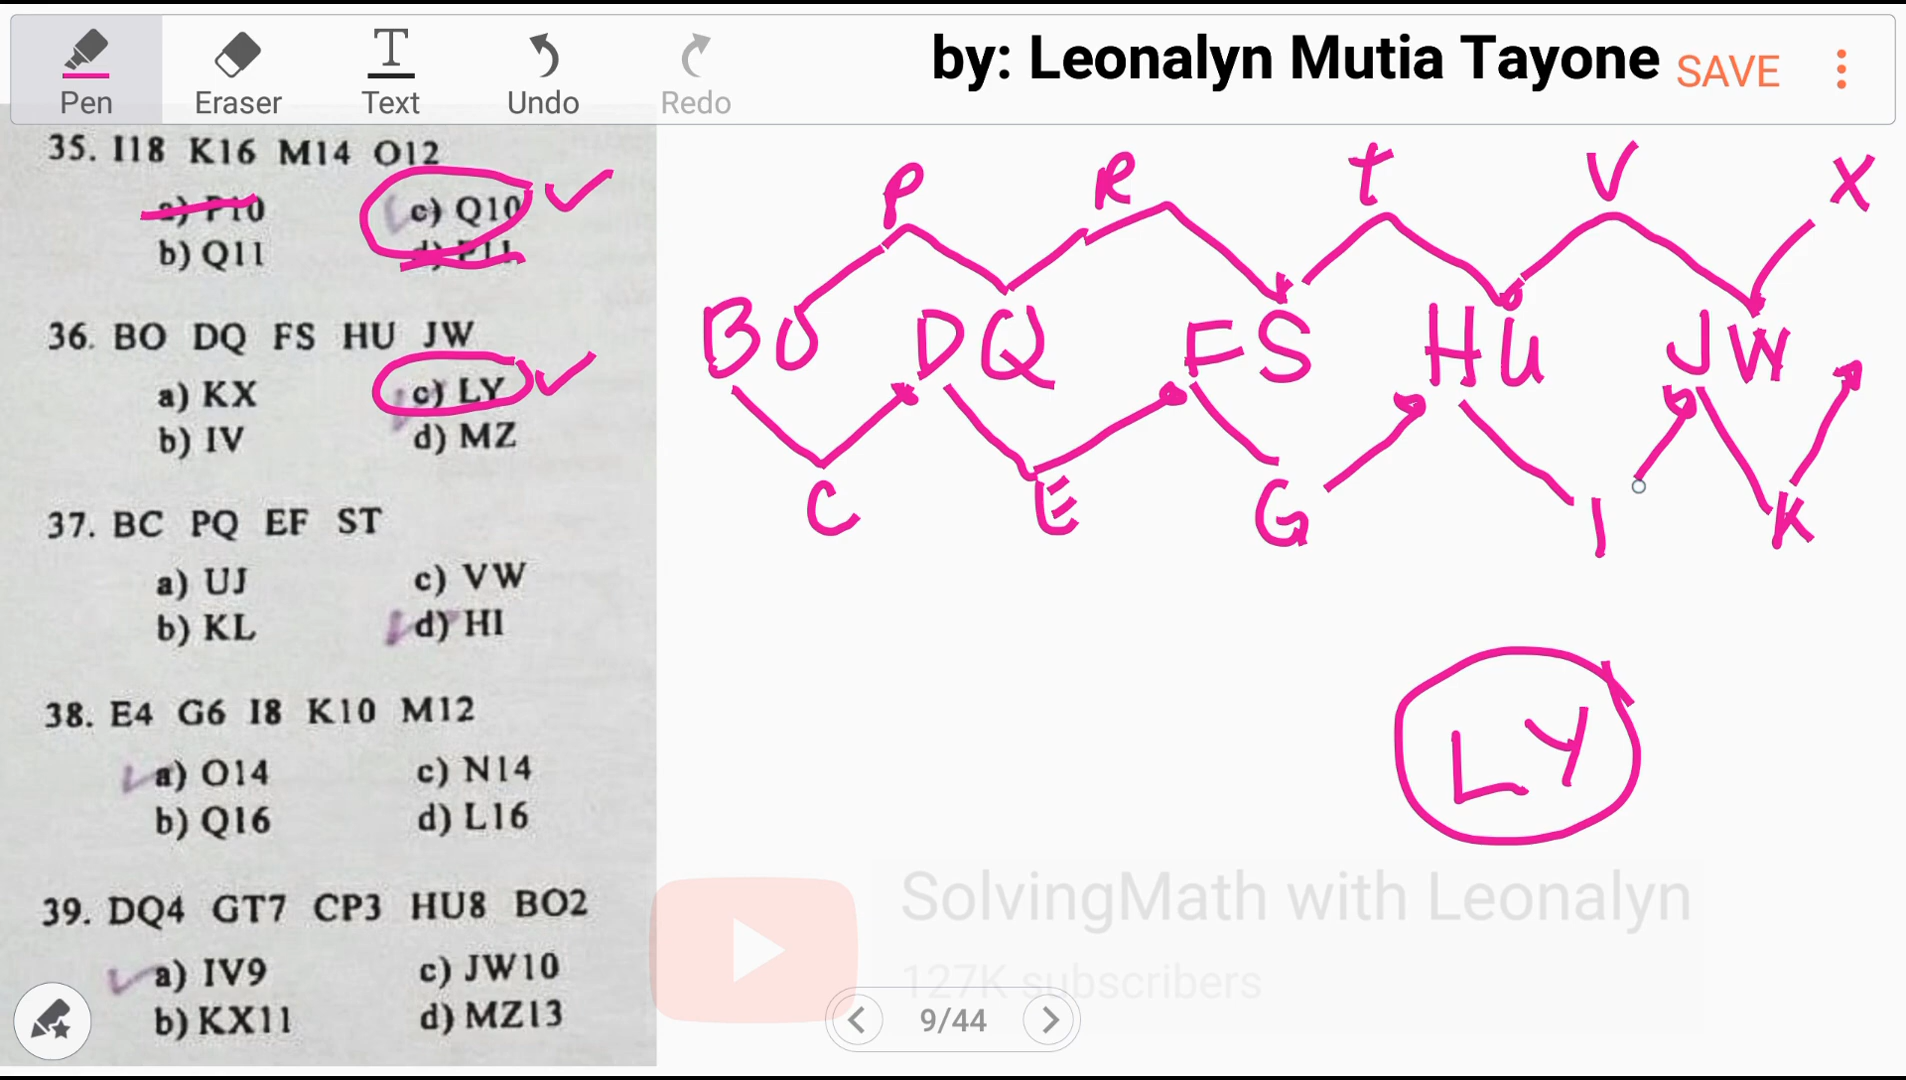 by: Leonalyn Mutia Tayone
SAVE
Pen Eraser Text Undo Redo
35. I18 K16 M14 O12
a) P10 c) Q10
b) Q11 d) P11
36. BO DQ FS HU JW
a) KX c) LY
b) IV d) MZ
37. BC PQ EF ST
a) UJ c) VW
b) KL d) HI
38. E4 G6 I8 K10 M12
a) O14 c) N14
b) Q16 d) L16
39. DQ4 GT7 CP3 HU8 BO2
a) IV9 c) JW10
b) KX11 d) MZ13
P R t V X
BO DQ FS HU JW
C E G I K
LY
SolvingMath with Leonalyn
127K subscribers
9/44